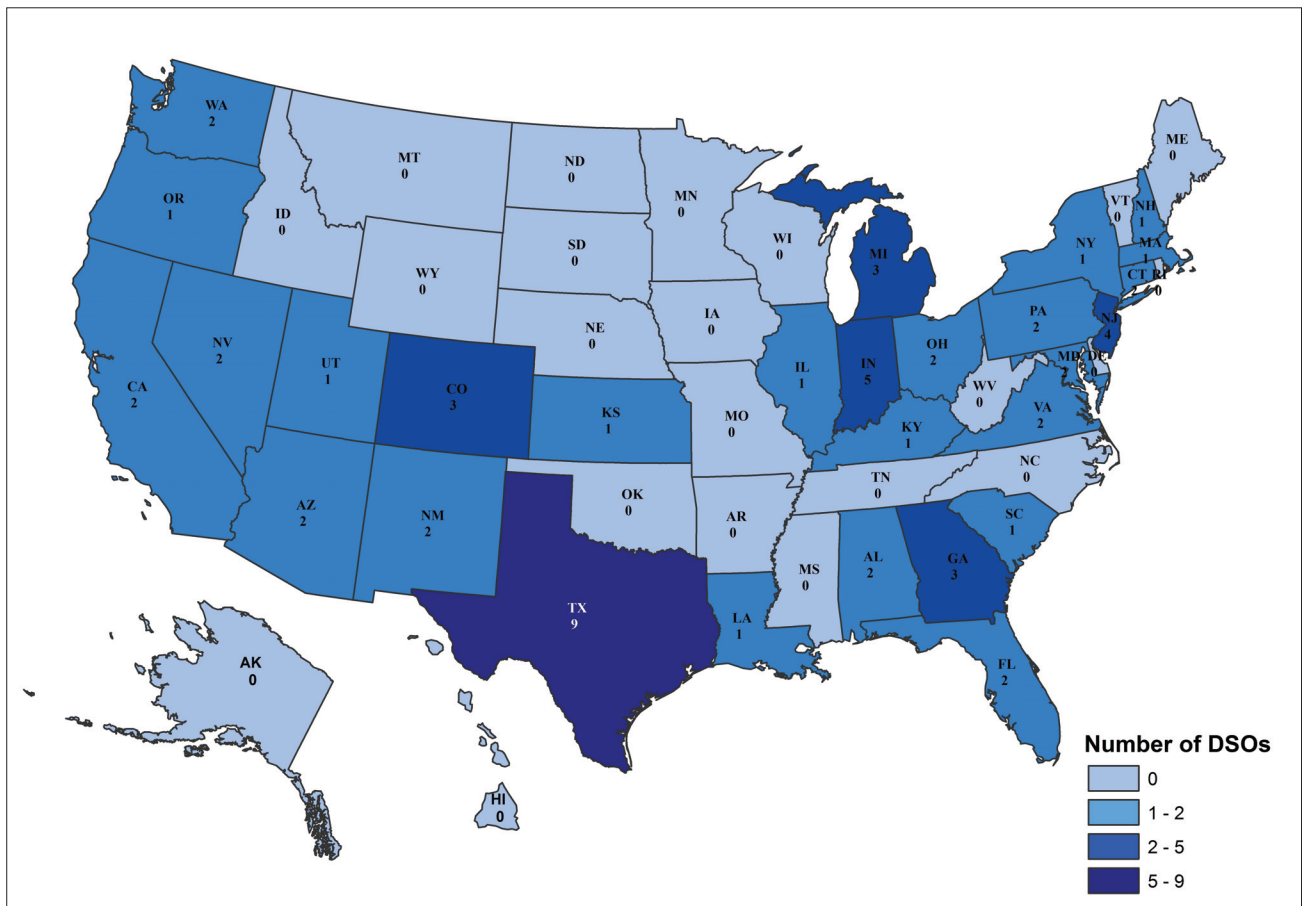 WA
2
OR
1
CA
2
NV
2
ID
0
MT
0
WY
0
UT
1
AZ
2
CO
3
NM
2
ND
0
SD
0
NE
0
KS
1
OK
0
TX
9
MN
0
IA
0
MO
0
AR
0
LA
1
WI
0
IL
1
MI
3
IN
5
OH
2
KY
1
TN
0
MS
0
AL
2
GA
3
FL
2
SC
1
NC
0
VA
2
WV
0
MD
2
DE
0
PA
2
NJ
4
NY
1
CT
2
RI
0
MA
1
VT
0
NH
1
ME
0
AK
0
HI
0
Number of DSOs
0
1 - 2
2 - 5
5 - 9